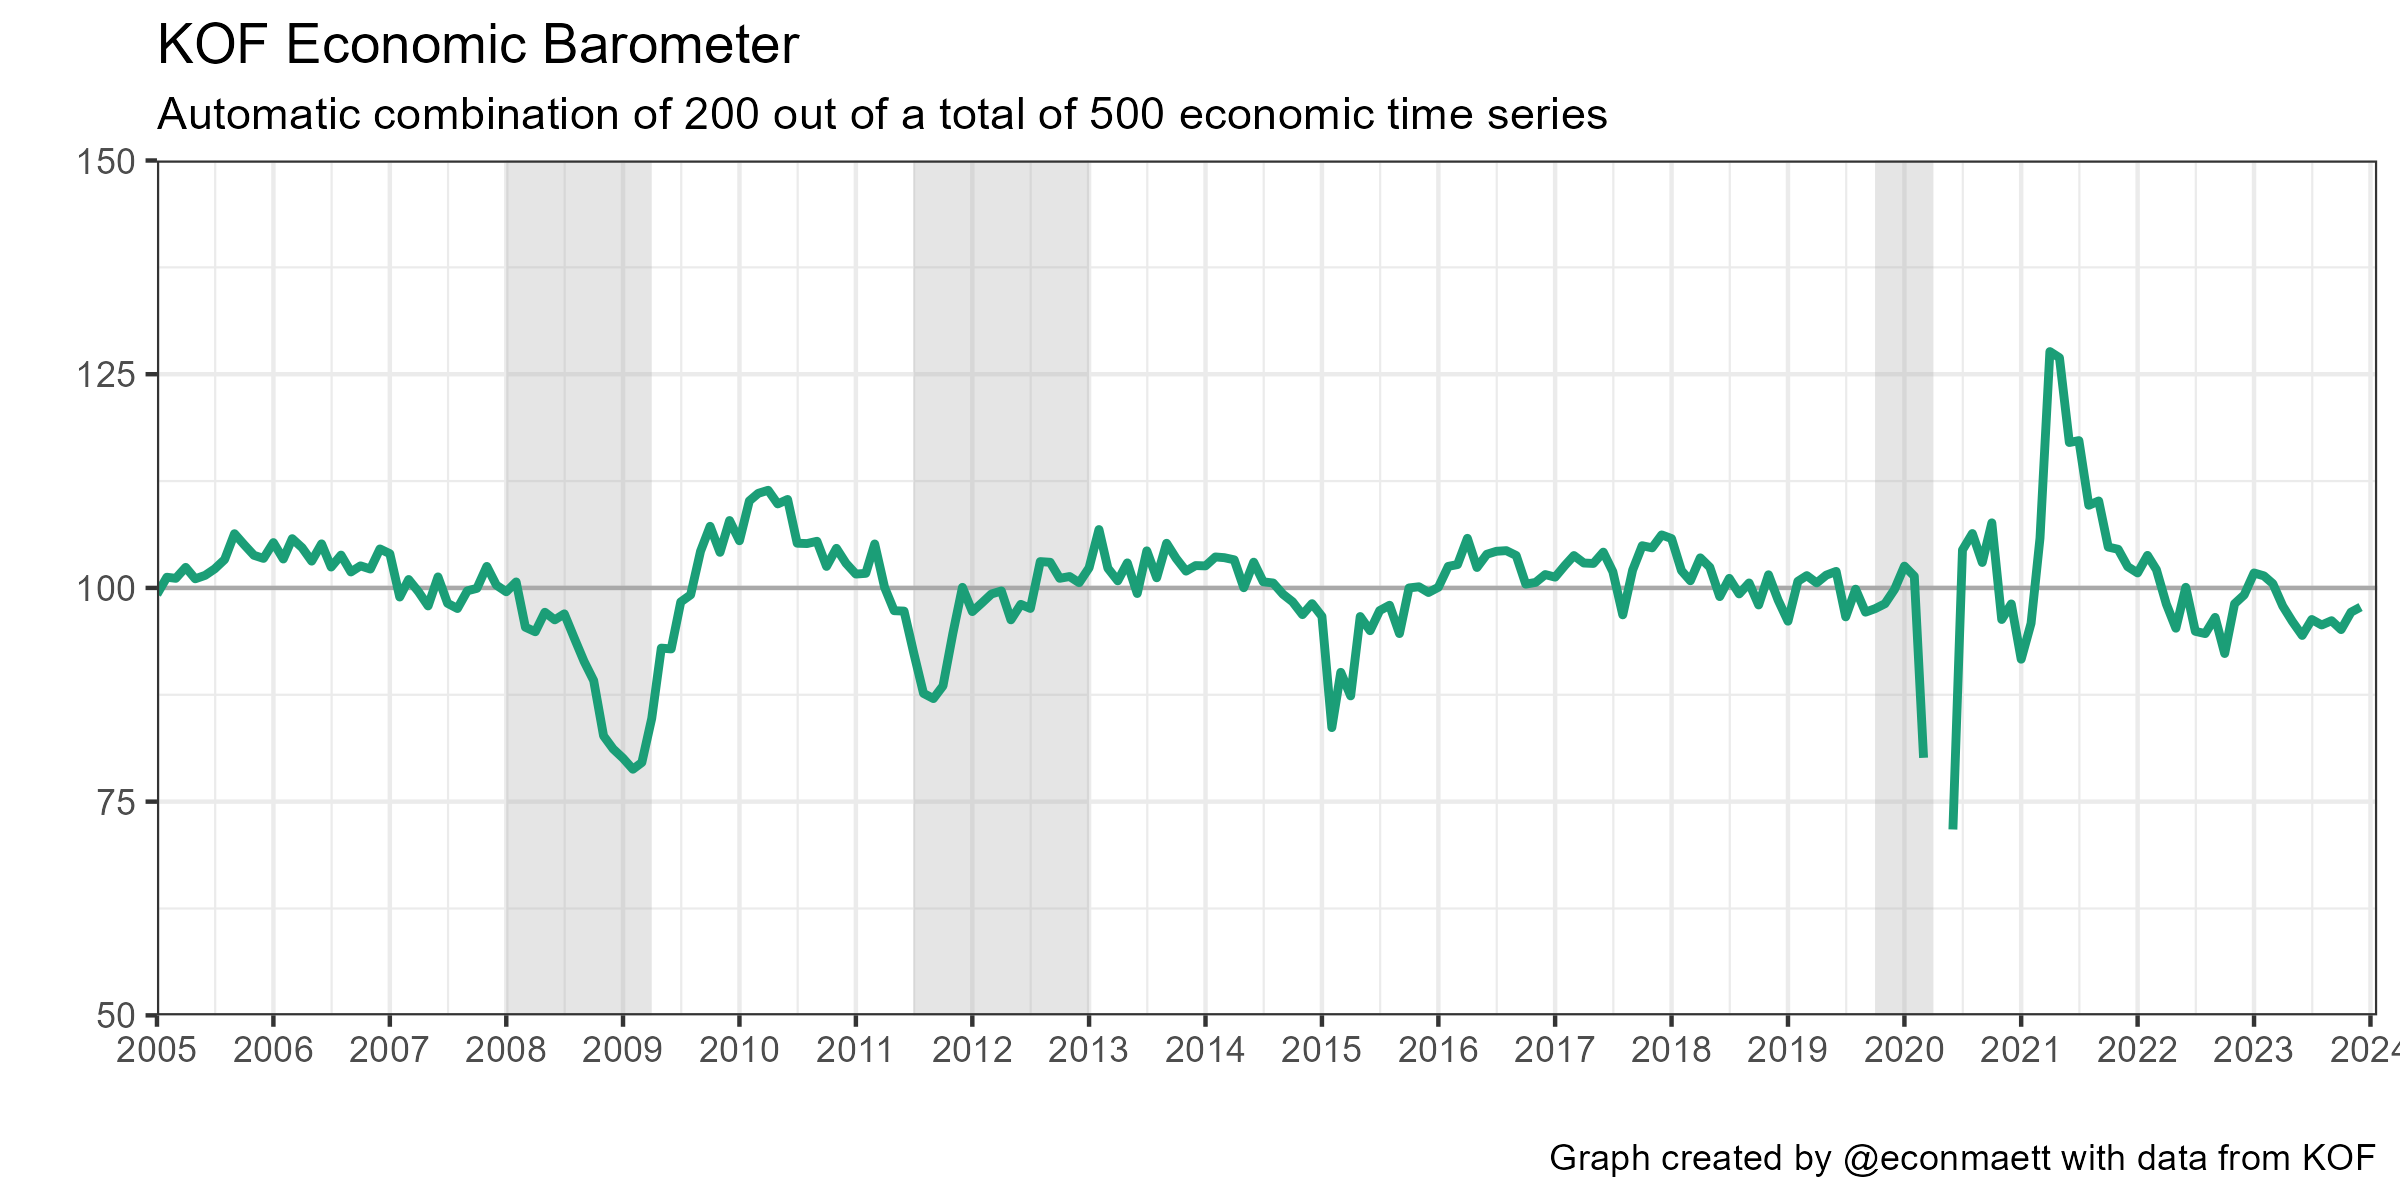 KOF Economic Barometer
Automatic combination of 200 out of a total of 500 economic time series
150
125
100
75
50
2005 2006 2007 2008 2009 2010 2011 2012 2013 2014 2015 2016 2017 2018 2019 2020 2021 2022 2023 2024
Graph created by @econmaett with data from KOF